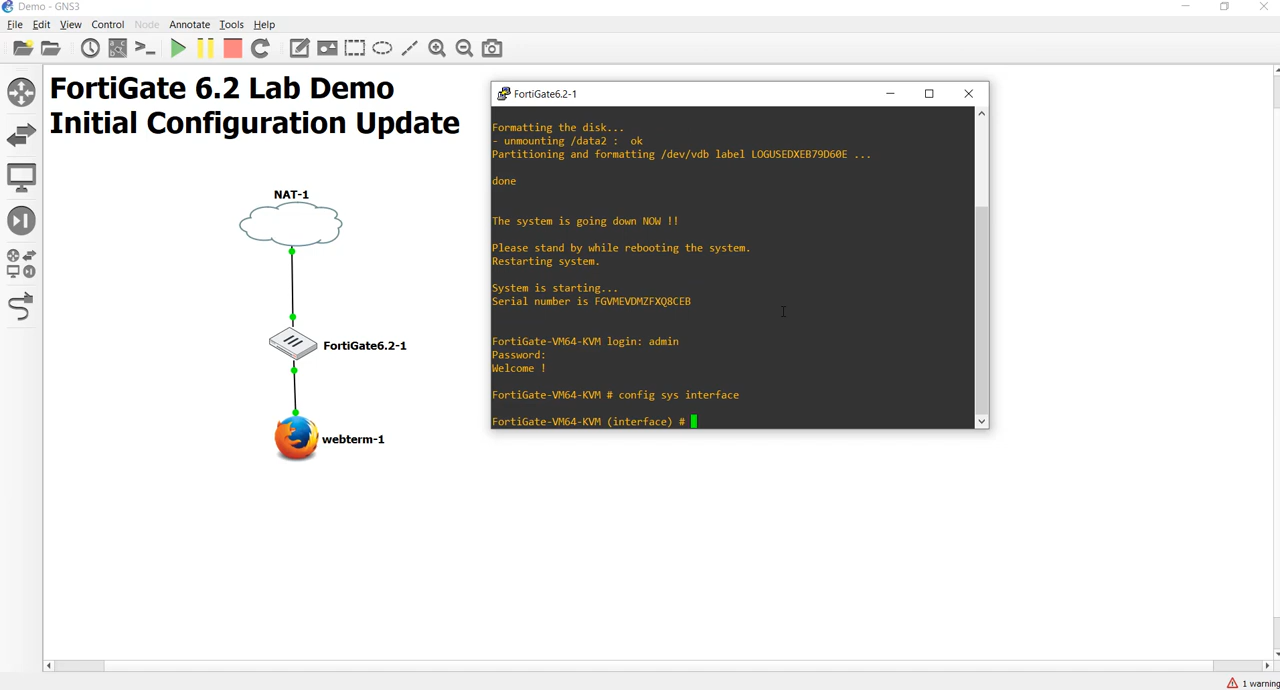 Demo - GNS3
File Edit View Control Node Annotate Tools Help
FortiGate 6.2 Lab Demo
Initial Configuration Update
NAT-1
FortiGate6.2-1
webterm-1
FortiGate6.2-1
Formatting the disk...
- unmounting /data2 :  ok
Partitioning and formatting /dev/vdb label LOGUSEDXEB79D60E ...
done
The system is going down NOW !!
Please stand by while rebooting the system.
Restarting system.
System is starting...
Serial number is FGVMEVDMZFXQ8CEB
FortiGate-VM64-KVM login: admin
Password:
Welcome !
FortiGate-VM64-KVM # config sys interface
FortiGate-VM64-KVM (interface) #
1 warning